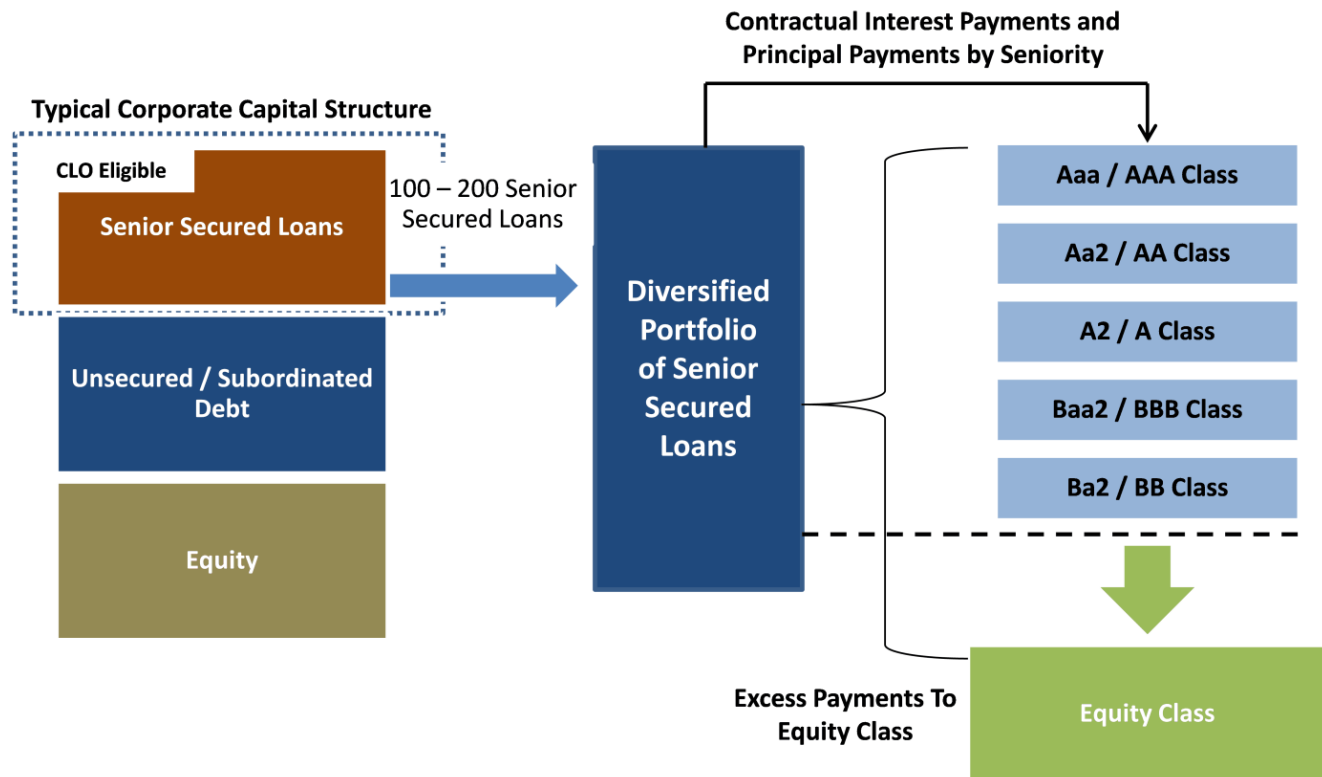 Contractual Interest Payments and
Principal Payments by Seniority
Typical Corporate Capital Structure
CLO Eligible
Senior Secured Loans
100 – 200 Senior
Secured Loans
Unsecured / Subordinated
Debt
Equity
Diversified
Portfolio
of Senior
Secured
Loans
Aaa / AAA Class
Aa2 / AA Class
A2 / A Class
Baa2 / BBB Class
Ba2 / BB Class
Excess Payments To
Equity Class
Equity Class